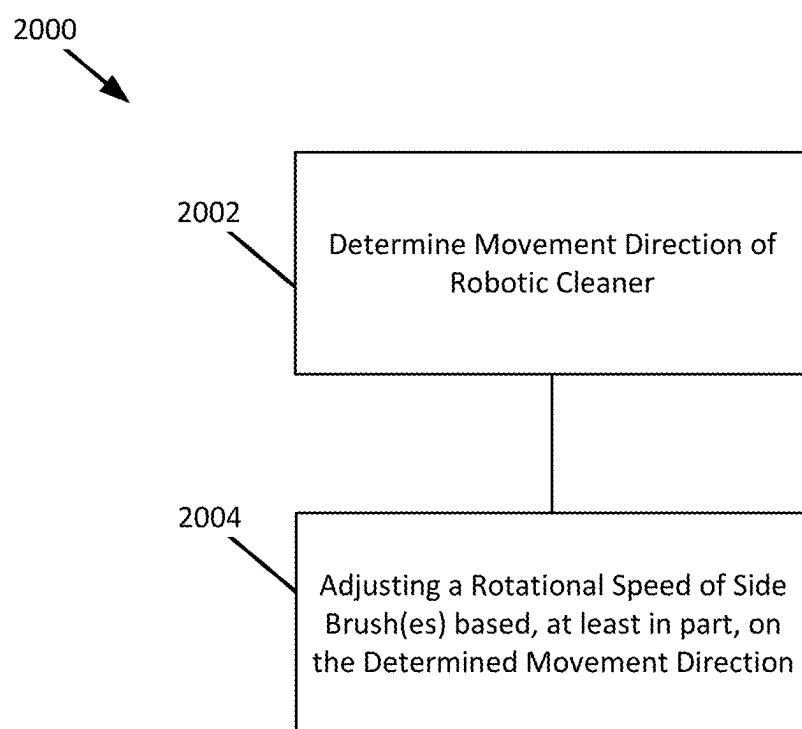 2000
2002
Determine Movement Direction of
Robotic Cleaner
2004
Adjusting a Rotational Speed of Side
Brush(es) based, at least in part, on
the Determined Movement Direction